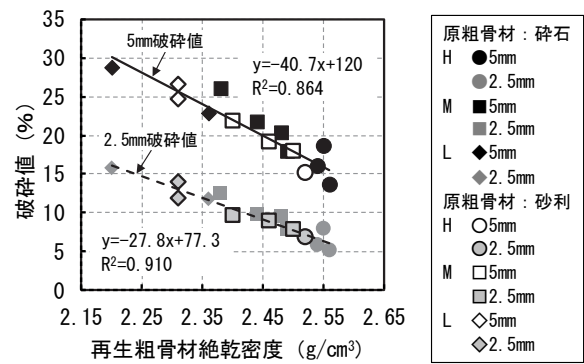 35
30
25
20
15
10
5
0
破砕値 (%)
5mm破砕値
y=−40.7x+120
R²=0.864
2.5mm破砕値
y=−27.8x+77.3
R²=0.910
2.15 2.25 2.35 2.45 2.55 2.65
再生粗骨材絶乾密度 (g/cm³)
原粗骨材：砕石
H 5mm
2.5mm
M 5mm
2.5mm
L 5mm
2.5mm
原粗骨材：砂利
H 5mm
2.5mm
M 5mm
2.5mm
L 5mm
2.5mm